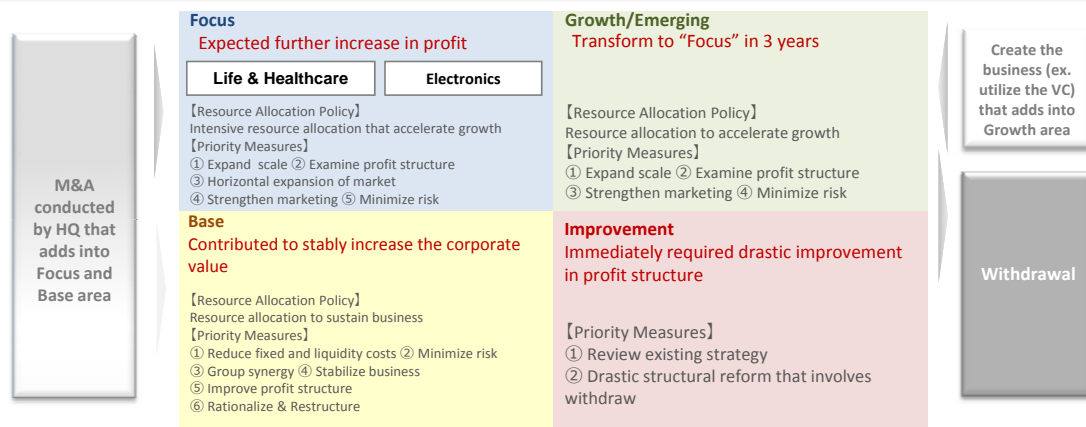 M&A
conducted
by HQ that
adds into
Focus and
Base area
Focus
Expected further increase in profit
Life & Healthcare
Electronics
【Resource Allocation Policy】
Intensive resource allocation that accelerate growth
【Priority Measures】
① Expand scale ② Examine profit structure
③ Horizontal expansion of market
④ Strengthen marketing ⑤ Minimize risk
Growth/Emerging
Transform to “Focus” in 3 years
【Resource Allocation Policy】
Resource allocation to accelerate growth
【Priority Measures】
① Expand scale ② Examine profit structure
③ Strengthen marketing ④ Minimize risk
Base
Contributed to stably increase the corporate
value
【Resource Allocation Policy】
Resource allocation to sustain business
【Priority Measures】
① Reduce fixed and liquidity costs ② Minimize risk
③ Group synergy ④ Stabilize business
⑤ Improve profit structure
⑥ Rationalize & Restructure
Improvement
Immediately required drastic improvement
in profit structure
【Priority Measures】
① Review existing strategy
② Drastic structural reform that involves
withdraw
Create the
business (ex.
utilize the VC)
that adds into
Growth area
Withdrawal